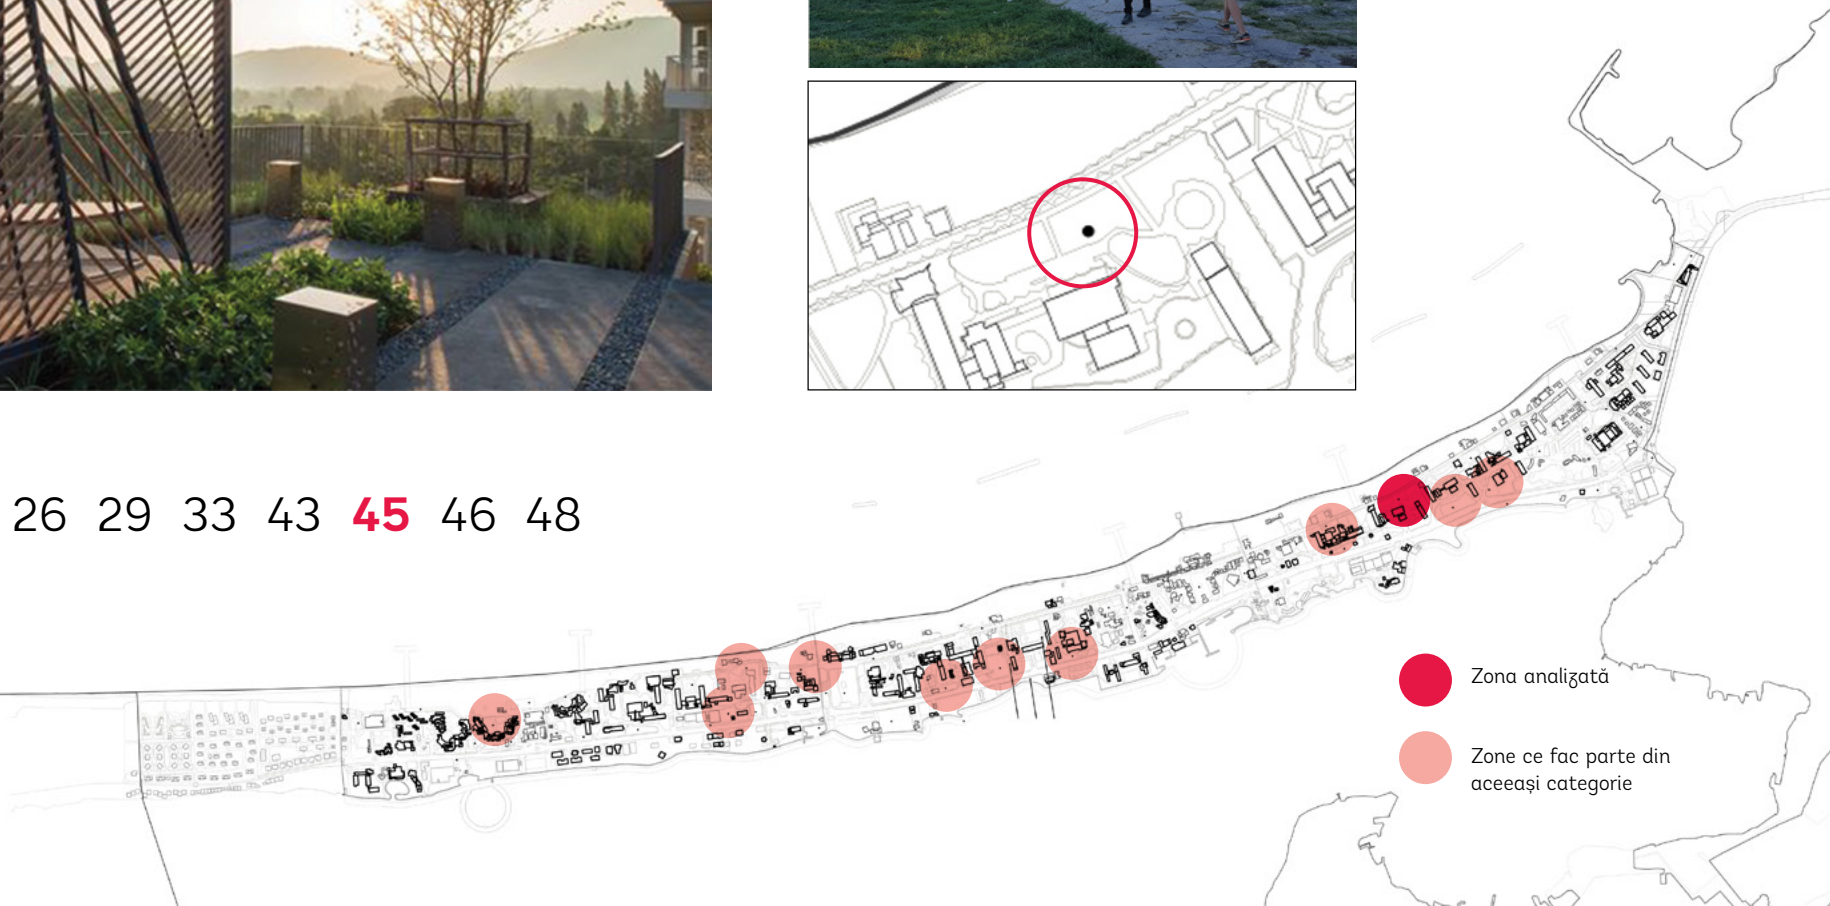 26 29 33 43 45 46 48
Zona analizată
Zone ce fac parte din
aceeași categorie